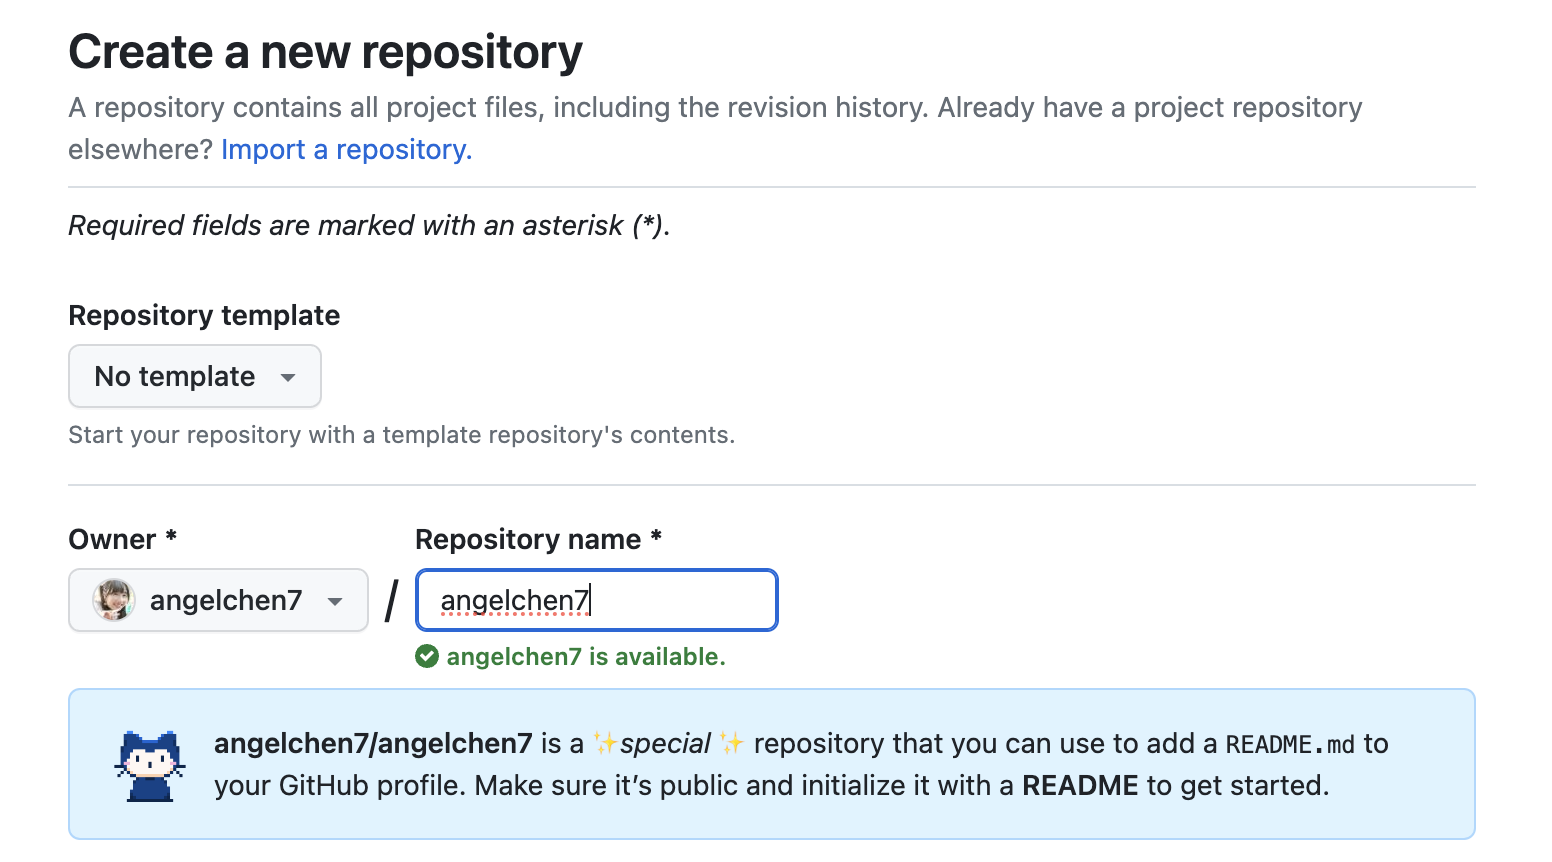 Create a new repository
A repository contains all project files, including the revision history. Already have a project repository
elsewhere? Import a repository.
Required fields are marked with an asterisk (*).
Repository template
No template
Start your repository with a template repository's contents.
Owner *
Repository name *
angelchen7 / angelchen7
angelchen7 is available.
angelchen7/angelchen7 is a ✨special ✨ repository that you can use to add a README.md to
your GitHub profile. Make sure it’s public and initialize it with a README to get started.